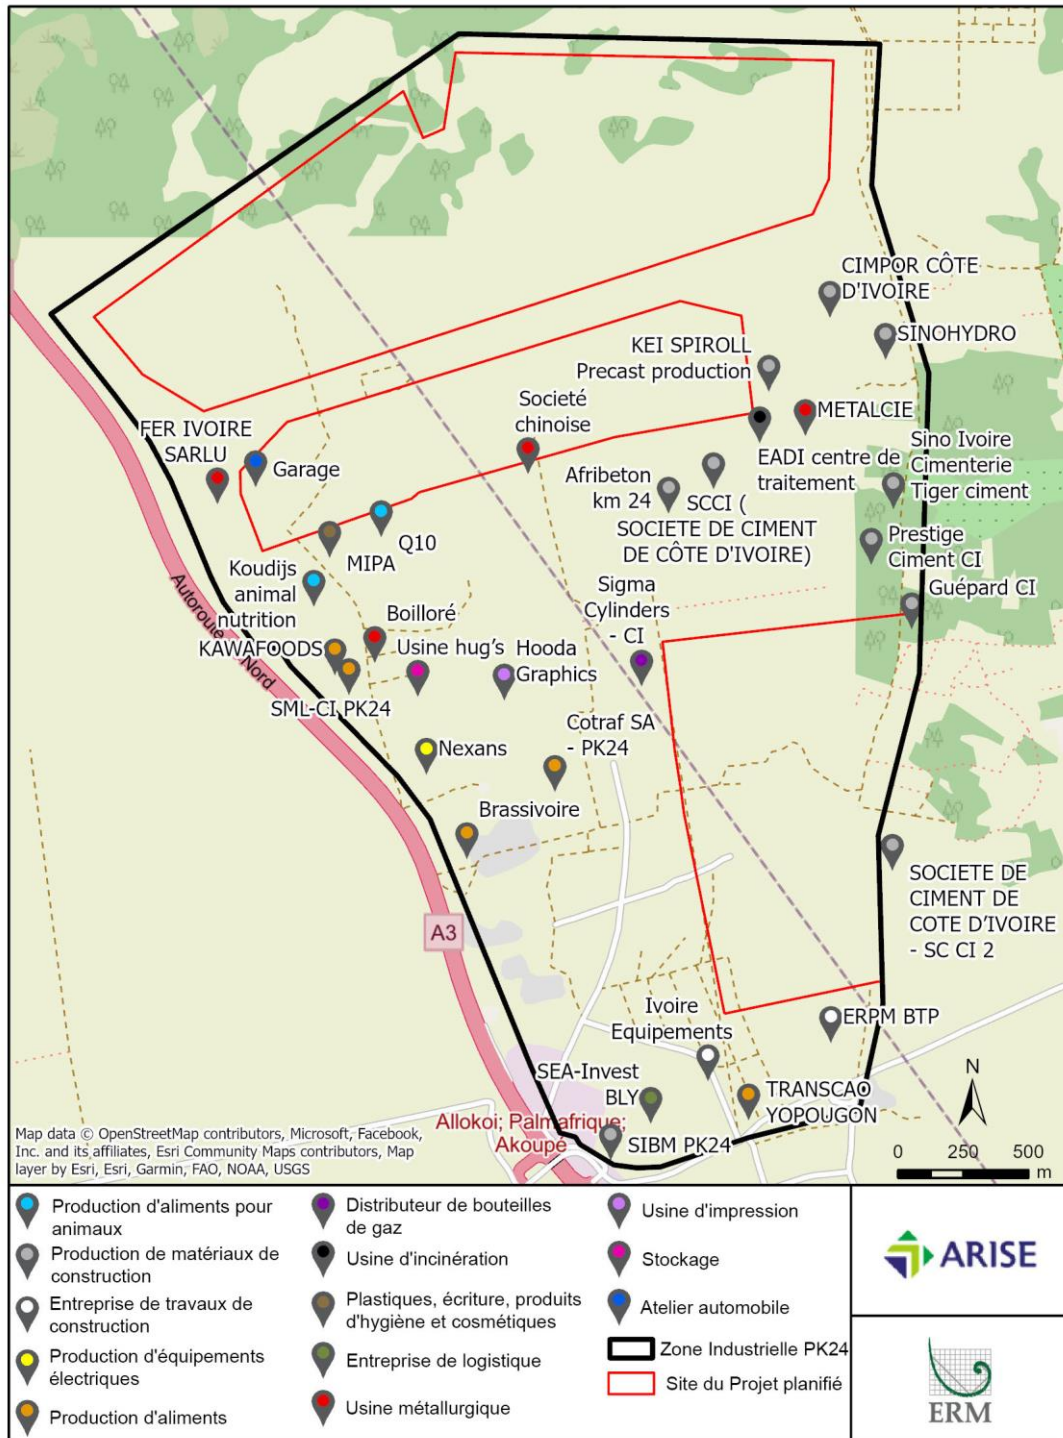 CIMPOR CÔTE
D'IVOIRE
SINOHYDRO
KEI SPIROLL
Precast production
METALCIE
Societé
chinoise
FER IVOIRE
SARLU
Garage
Sino Ivoire
Cimenterie
Tiger ciment
EADI centre de
traitement
Afribeton
km 24
SCCI (
SOCIETE DE CIMENT
DE CÔTE D'IVOIRE)
Q10
MIPA
Prestige
Ciment CI
Koudijs
animal
nutrition
Guépard CI
Sigma
Cylinders
- CI
Autoroute
Nord
Boilloré
KAWAFOODS
Usine hug's
Hooda
Graphics
SML-CI PK24
Nexans
Cotraf SA
- PK24
Brassivoire
A3
SOCIETE DE
CIMENT DE
COTE D'IVOIRE
- SC CI 2
Ivoire
Equipements
ERPM BTP
SEA-Invest
BLY
TRANSCAO
YOPOUGON
Allokoi; Palmafrique;
Akoupé
SIBM PK24
N
0 250 500
m
Map data © OpenStreetMap contributors, Microsoft, Facebook,
Inc. and its affiliates, Esri Community Maps contributors, Map
layer by Esri, Esri, Garmin, FAO, NOAA, USGS
Production d'aliments pour
animaux
Production de matériaux de
construction
Entreprise de travaux de
construction
Production d'équipements
électriques
Production d'aliments
Distributeur de bouteilles
de gaz
Usine d'incinération
Plastiques, écriture, produits
d'hygiène et cosmétiques
Entreprise de logistique
Usine métallurgique
Usine d'impression
Stockage
Atelier automobile
Zone Industrielle PK24
Site du Projet planifié
ARISE
ERM